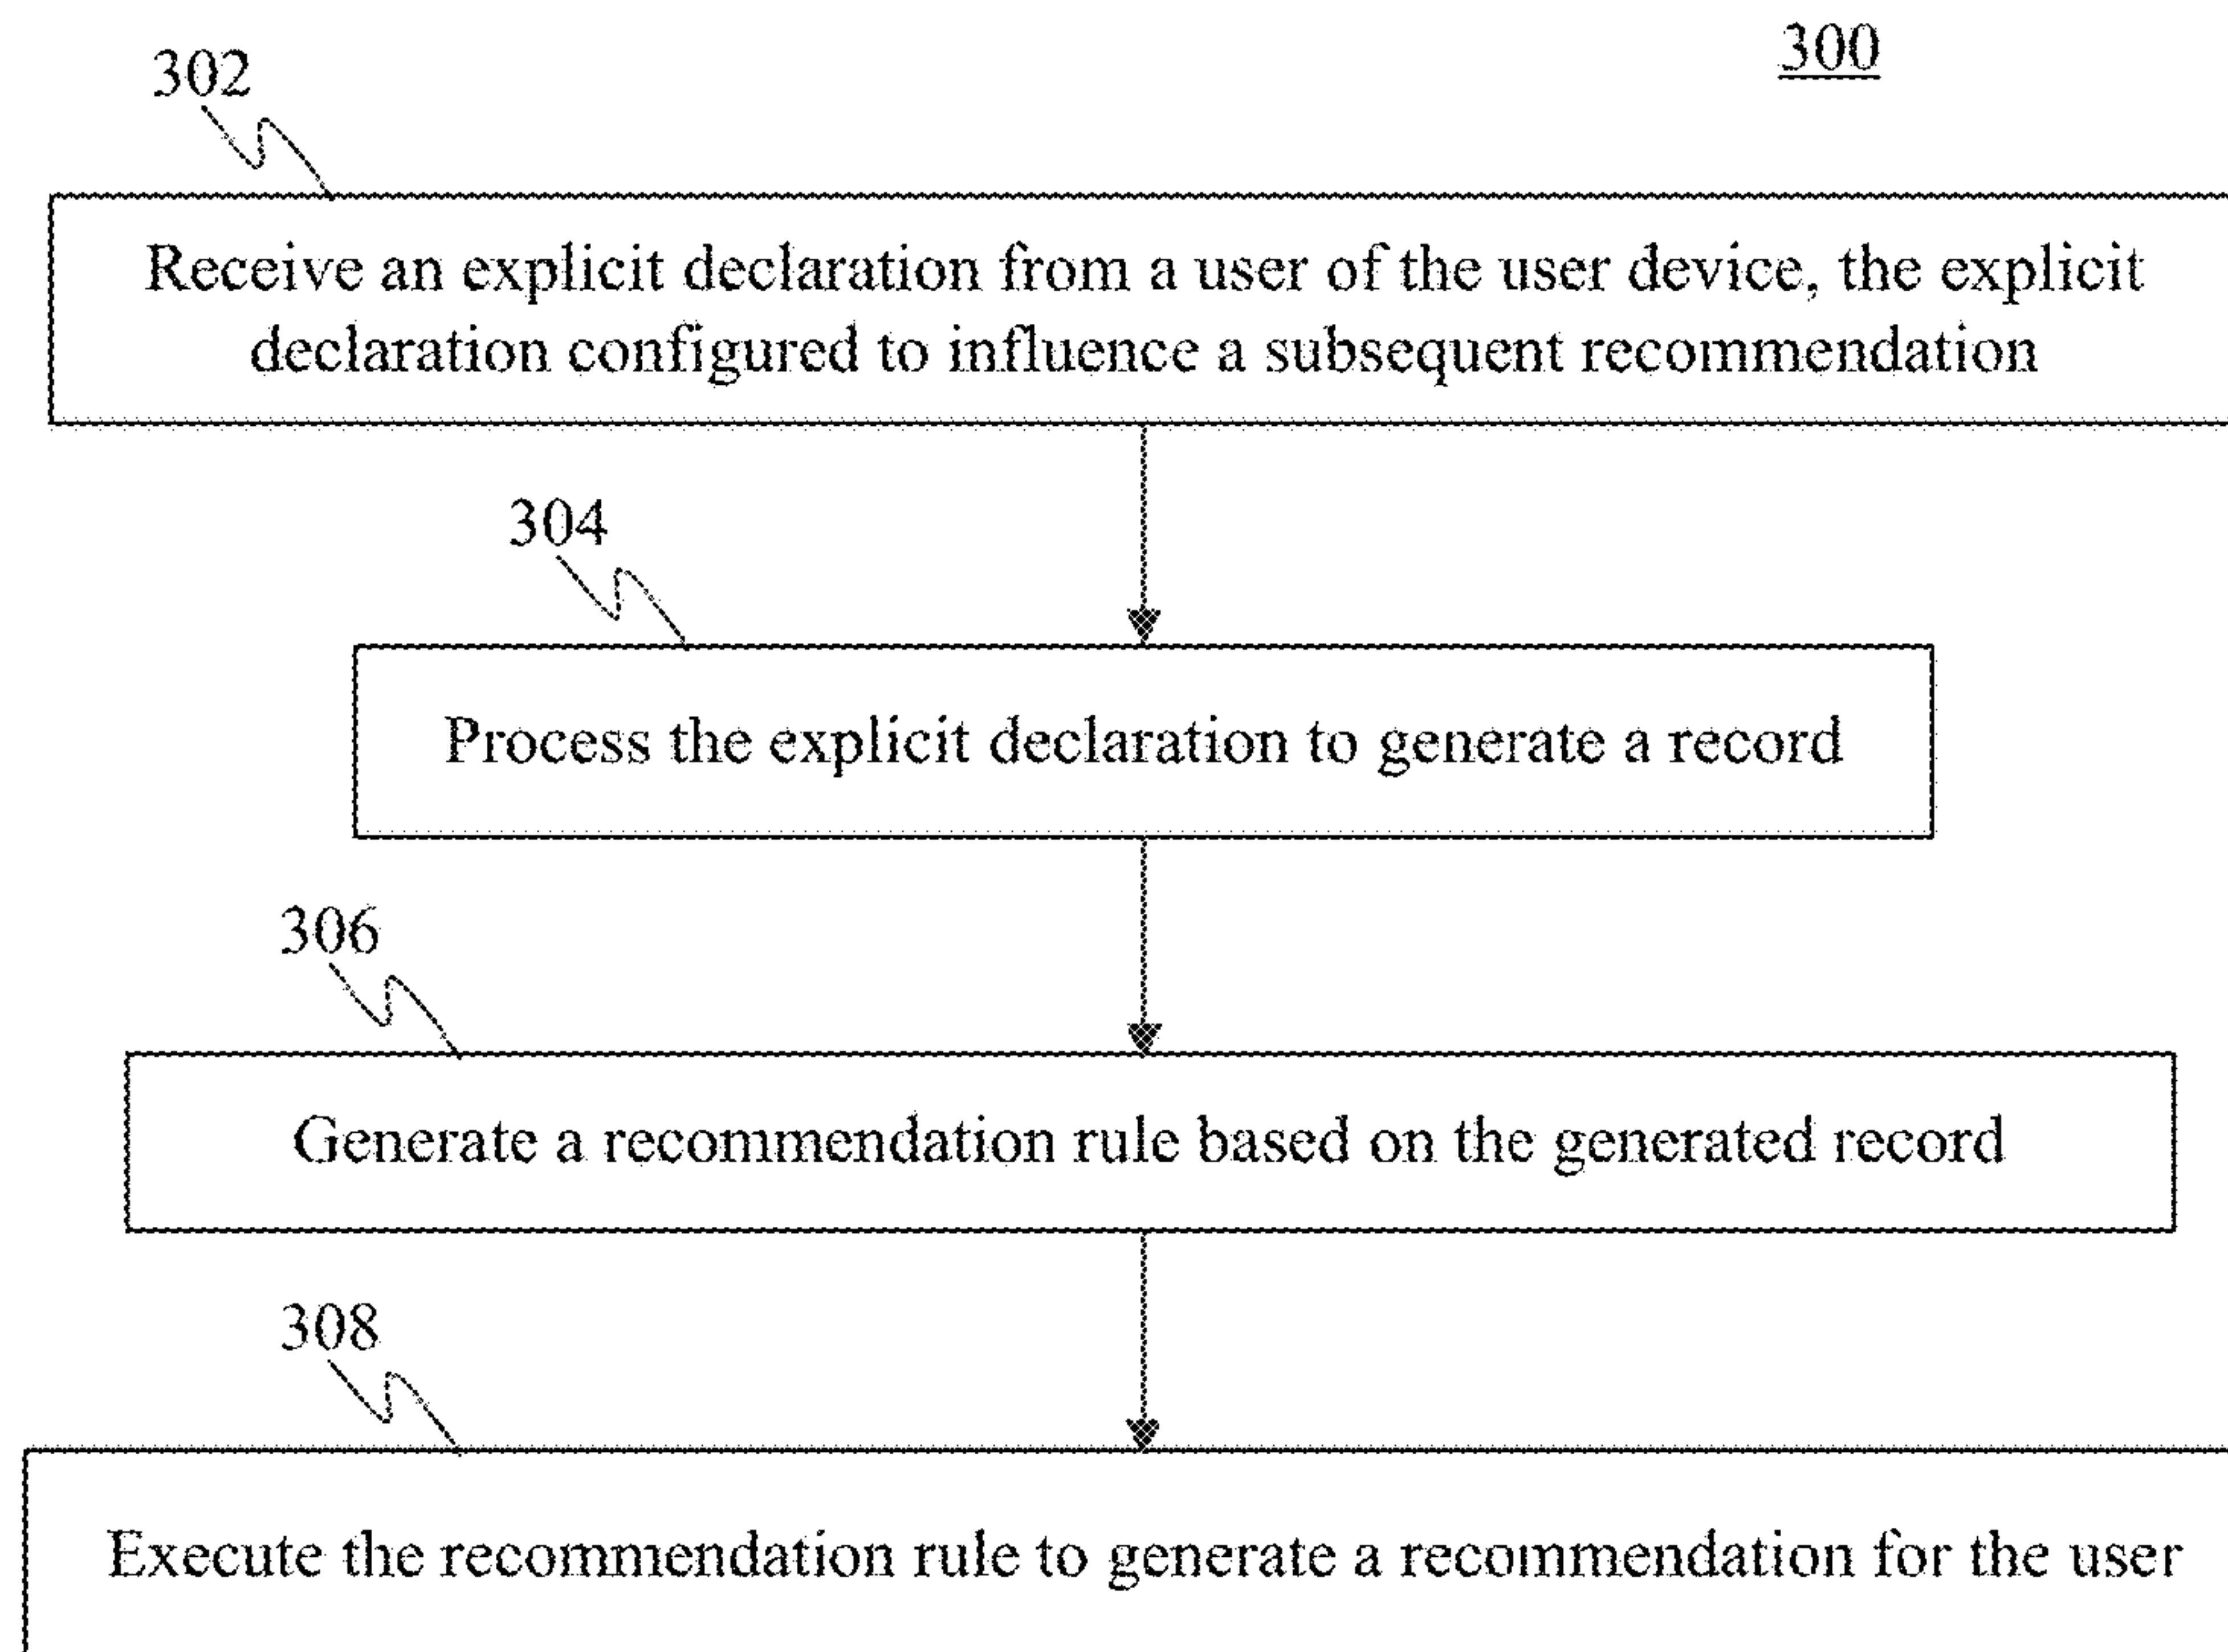 300
302
Receive an explicit declaration from a user of the user device, the explicit
declaration configured to influence a subsequent recommendation
304
Process the explicit declaration to generate a record
306
Generate a recommendation rule based on the generated record
308
Execute the recommendation rule to generate a recommendation for the user